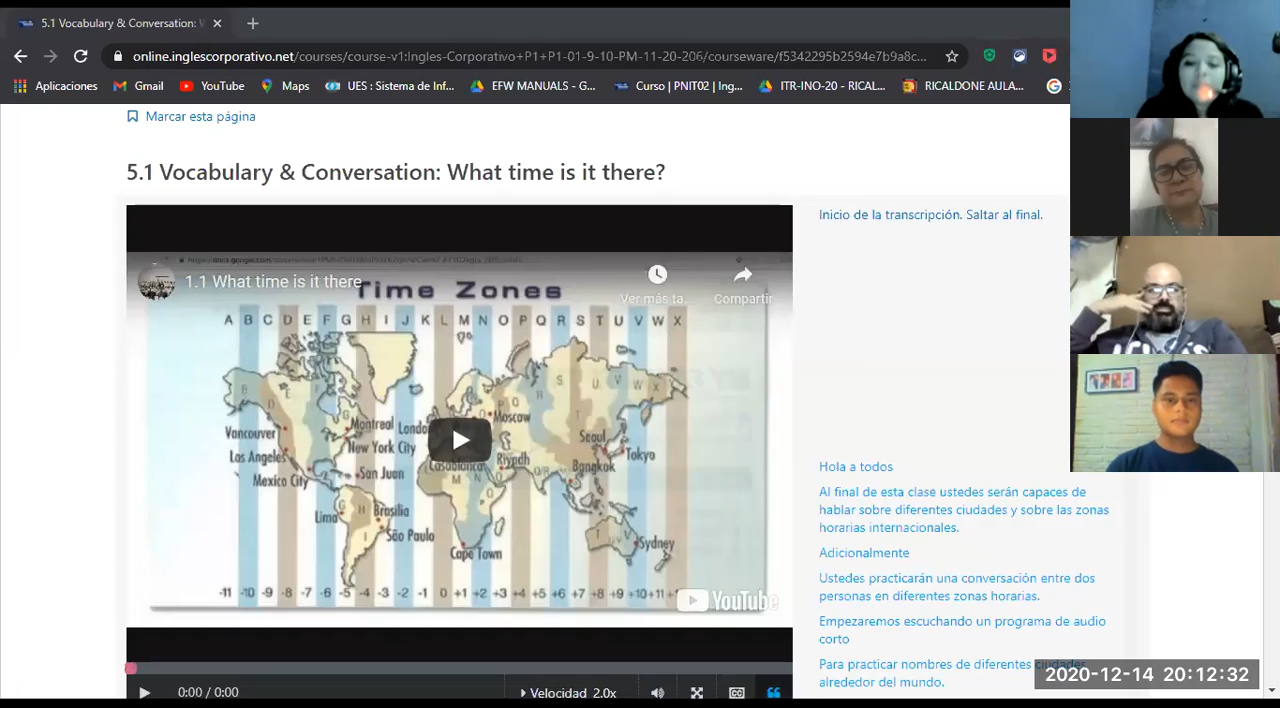 5.1 Vocabulary & Conversation: W
online.inglescorporativo.net/courses/course-v1:Ingles-Corporativo+P1+P1-01-9-10-PM-11-20-206/courseware/f5342295b2594e7b9a8c...
Aplicaciones Gmail YouTube Maps UES : Sistema de Inf... EFW MANUALS - G... Curso | PNIT02 | Ing... ITR-INO-20 - RICAL... RICALDONE AULA...
Marcar esta página
5.1 Vocabulary & Conversation: What time is it there?
Inicio de la transcripción. Saltar al final.
1.1 What time is it there
Ver más ta... Compartir
Time Zones
A B C D E F G H I J K L M N O P Q R S T U V W X
Montreal
London
Moscow
Vancouver
New York City
Seoul
Los Angeles
Casablanca
Riyadh
Tokyo
Mexico City
San Juan
Bangkok
Lima
Brasilia
São Paulo
Cape Town
Sydney
-11 -10 -9 -8 -7 -6 -5 -4 -3 -2 -1 0 +1 +2 +3 +4 +5 +6 +7 +8 +9 +10 +11
YouTube
0:00 / 0:00 Velocidad 2.0x
Hola a todos
Al final de esta clase ustedes serán capaces de
hablar sobre diferentes ciudades y sobre las zonas
horarias internacionales.
Adicionalmente
Ustedes practicarán una conversación entre dos
personas en diferentes zonas horarias.
Empezaremos escuchando un programa de audio
corto
Para practicar nombres de diferentes ciudades
alrededor del mundo.
2020-12-14 20:12:32